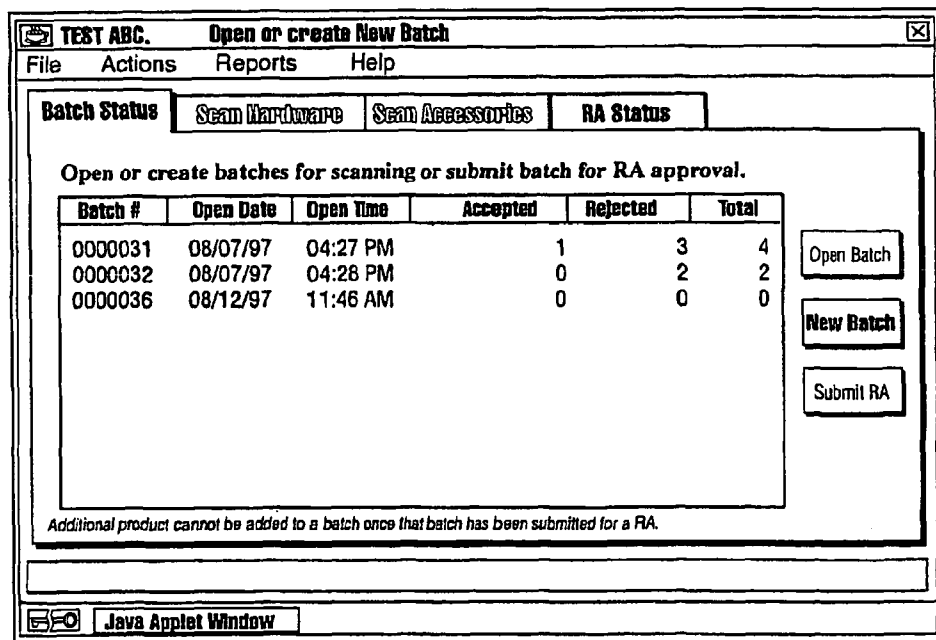 TEST ABC. Open or create New Batch
File Actions Reports Help
Batch Status Scan Hardware Scan Accessories RA Status
Open or create batches for scanning or submit batch for RA approval.
Batch # Open Date Open Time Accepted Rejected Total
0000031 08/07/97 04:27 PM 1 3 4
0000032 08/07/97 04:28 PM 0 2 2
0000036 08/12/97 11:46 AM 0 0 0
Open Batch
New Batch
Submit RA
Additional product cannot be added to a batch once that batch has been submitted for a RA.
Java Applet Window